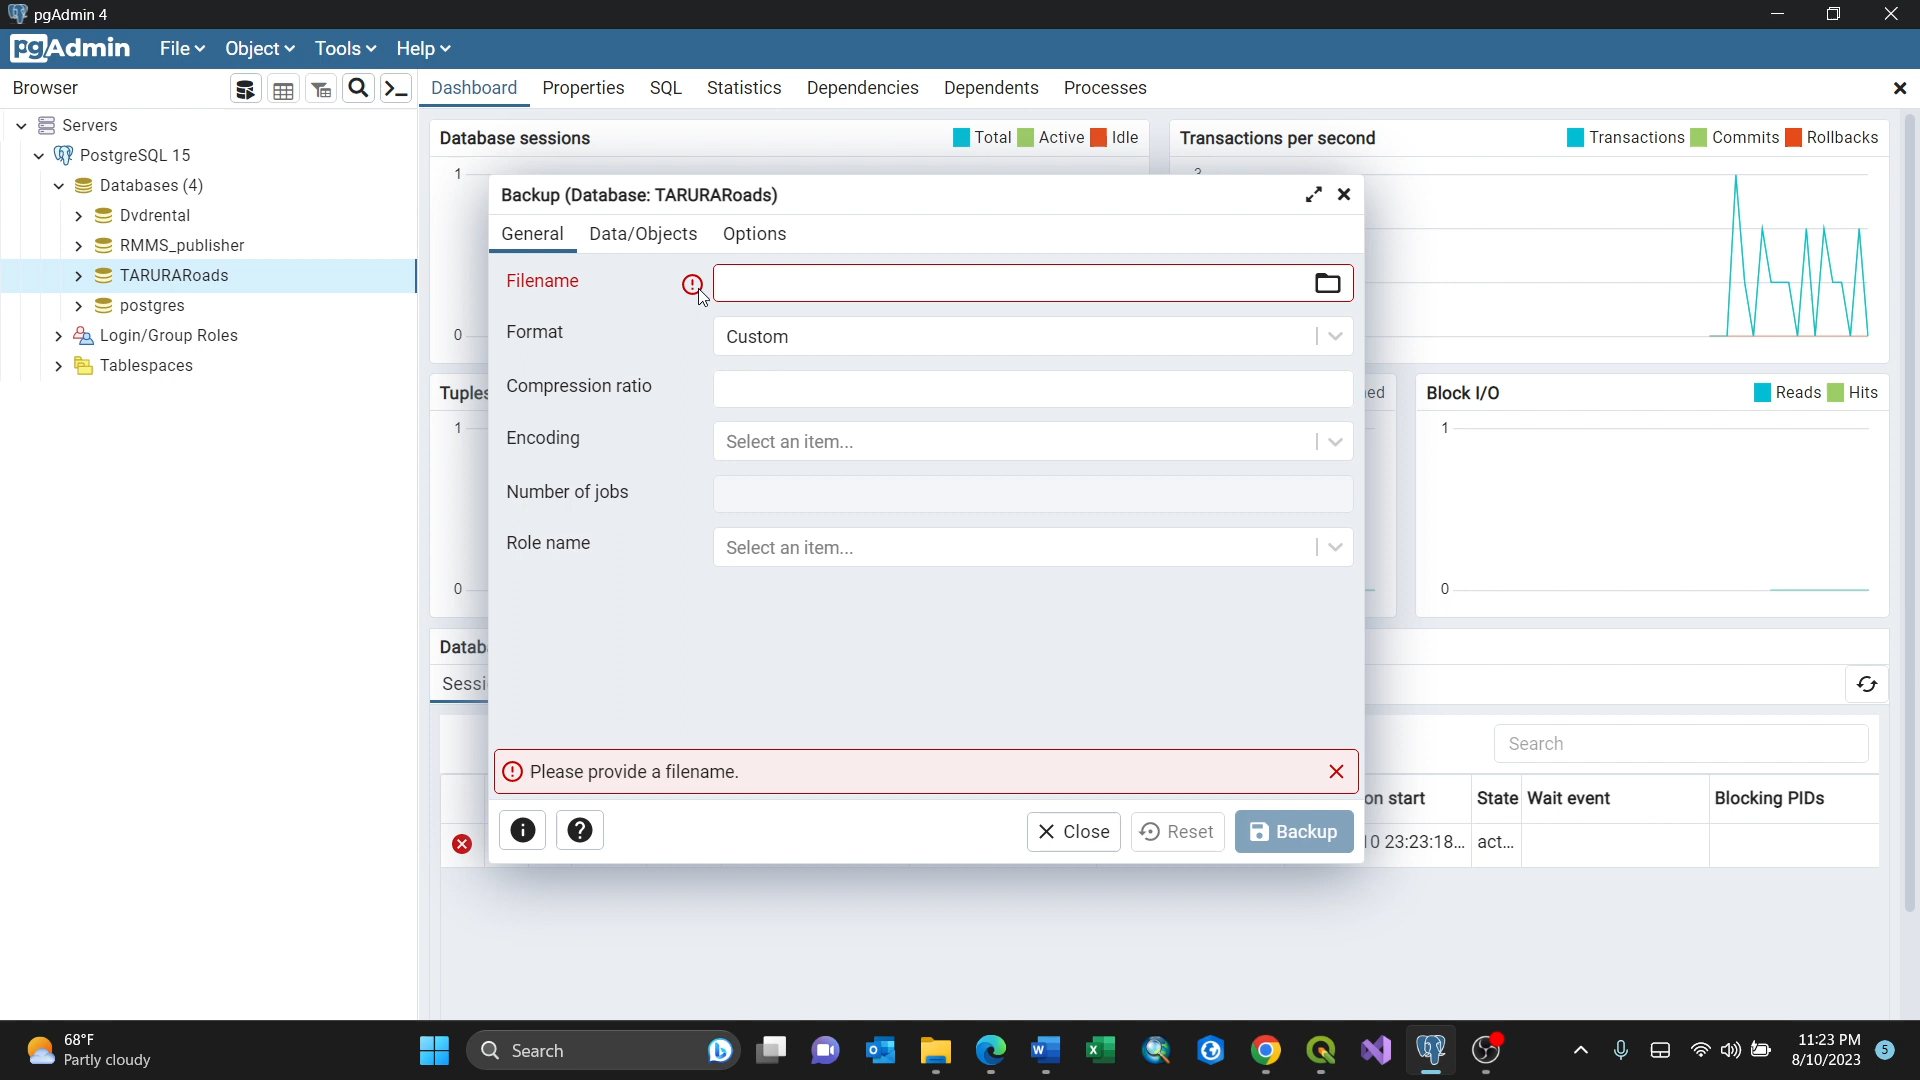 pgAdmin 4
pgAdmin File Object Tools Help
Browser
Dashboard Properties SQL Statistics Dependencies Dependents Processes
Servers
PostgreSQL 15
Databases (4)
Dvdrental
RMMS_publisher
TARURARoads
postgres
Login/Group Roles
Tablespaces
Database sessions Total Active Idle
1
0
Transactions per second Transactions Commits Rollbacks
Backup (Database: TARURARoads)
General Data/Objects Options
Filename
Format Custom
Compression ratio
Encoding Select an item...
Number of jobs
Role name Select an item...
Please provide a filename.
Close Reset Backup
Tuples
1
0
ed
Block I/O Reads Hits
1
0
Datab
Sessi
Search
on start State Wait event Blocking PIDs
10 23:23:18... act...
68°F
Partly cloudy
Search
11:23 PM
8/10/2023
5